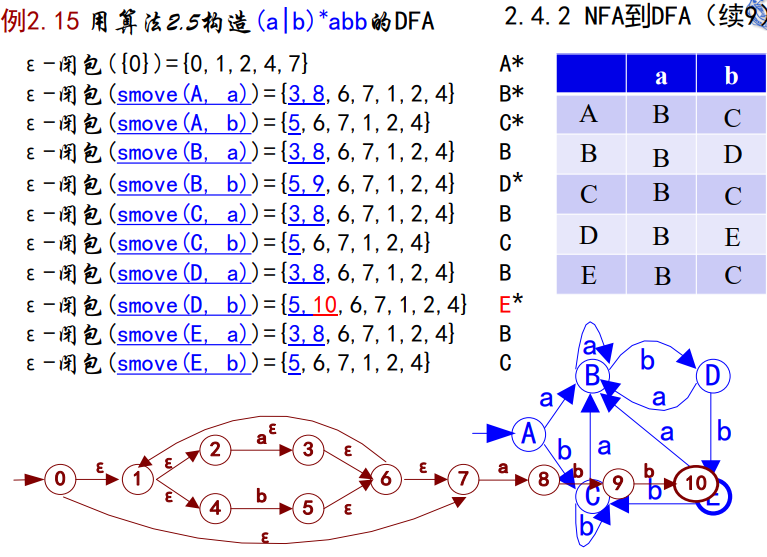 例2.15 用算法2.5构造(a|b)*abb的DFA
2.4.2 NFA到DFA（续9）
ε-闭包({0})={0,1,2,4,7} A*
ε-闭包(smove(A, a))={3,8,6,7,1,2,4} B*
ε-闭包(smove(A, b))={5,6,7,1,2,4} C*
ε-闭包(smove(B, a))={3,8,6,7,1,2,4} B
ε-闭包(smove(B, b))={5,9,6,7,1,2,4} D*
ε-闭包(smove(C, a))={3,8,6,7,1,2,4} B
ε-闭包(smove(C, b))={5,6,7,1,2,4} C
ε-闭包(smove(D, a))={3,8,6,7,1,2,4} B
ε-闭包(smove(D, b))={5,10,6,7,1,2,4} E*
ε-闭包(smove(E, a))={3,8,6,7,1,2,4} B
ε-闭包(smove(E, b))={5,6,7,1,2,4} C
a b
A B C
B B D
C B C
D B E
E B C
a
B b D
a
a
A b a a b
C b E
b
ε
2 a 3
ε ε
0 ε 1 6 ε 7 a 8 b 9 b 10
ε ε
4 b 5
ε